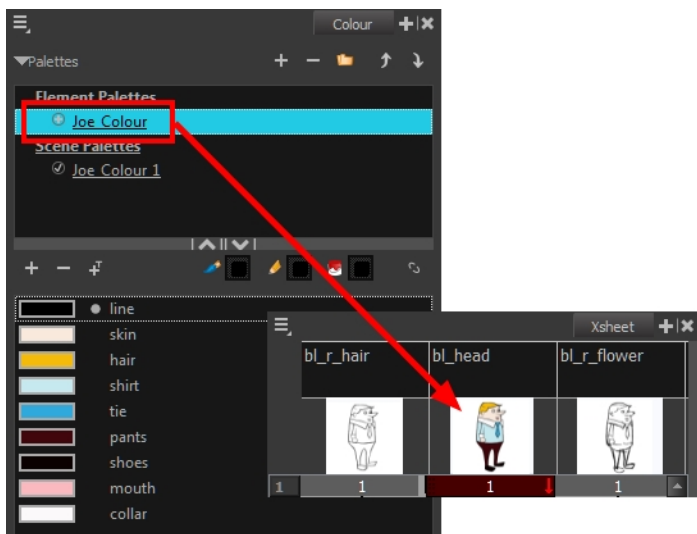 Colour
Palettes
Element Palettes
Joe Colour
Scene Palettes
Joe Colour 1
line
skin
hair
shirt
tie
pants
shoes
mouth
collar
Xsheet
bl_r_hair bl_head bl_r_flower
1 1 1 1